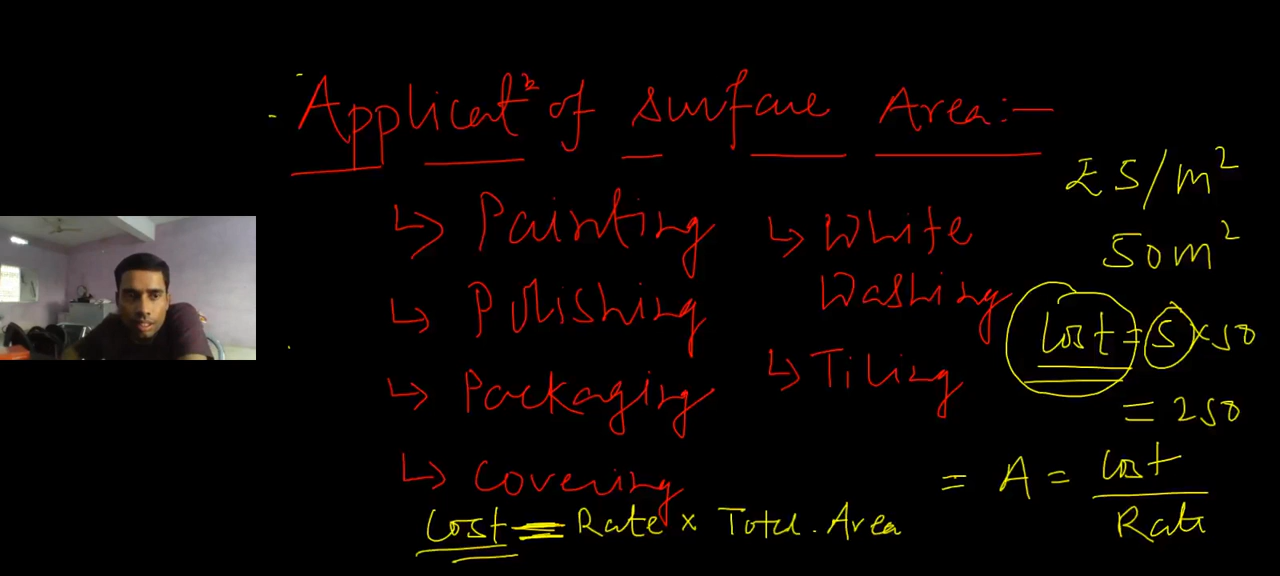 Applicatⁿ of surface Area:-
↳ Painting
↳ Polishing
↳ Packaging
↳ Covering
↳ White
Washing
↳ Tiling
₤5/m²
50m²
Cost = 5 × 50
= 250
= A = Cost / Rate
Cost = Rate × Total. Area